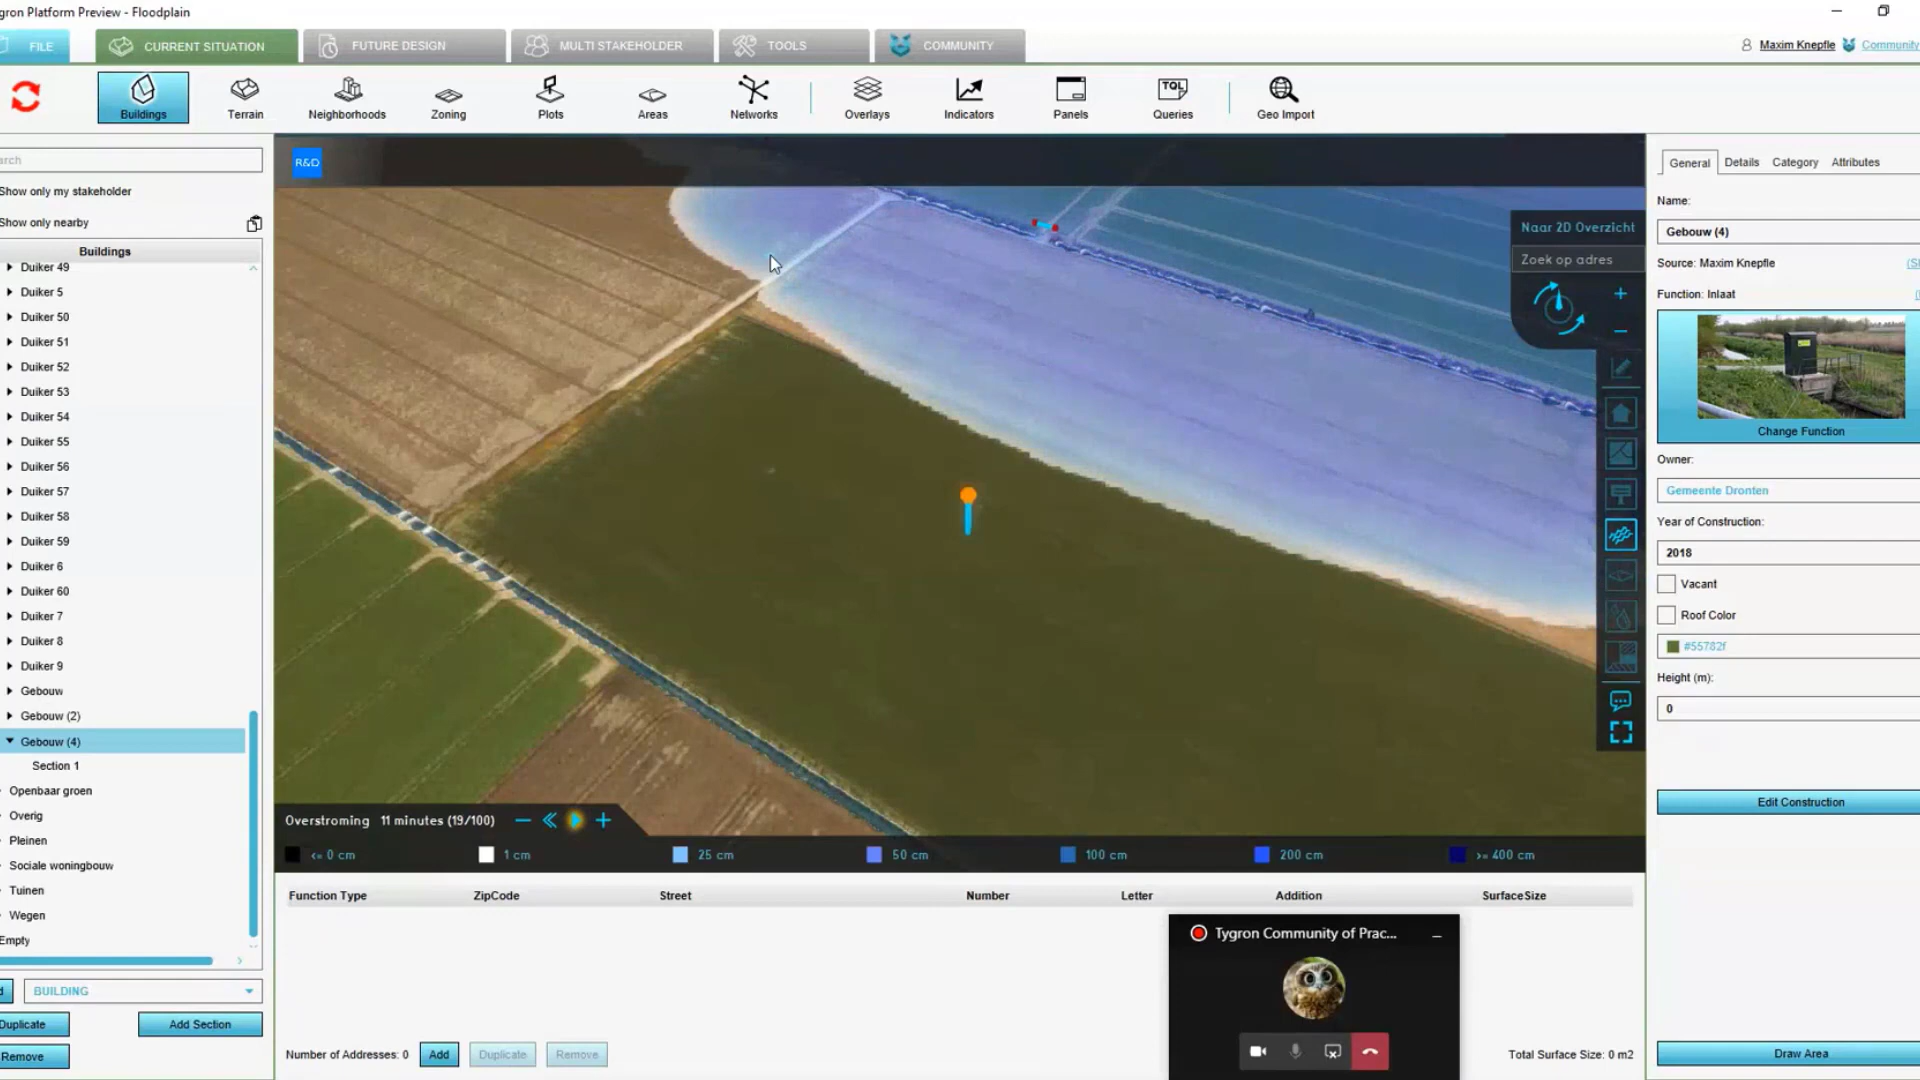 ygron Platform Preview - Floodplain
FILE
CURRENT SITUATION
FUTURE DESIGN
MULTI STAKEHOLDER
TOOLS
COMMUNITY
Maxim Knepfle
Community
Buildings
Terrain
Neighborhoods
Zoning
Plots
Areas
Networks
Overlays
Indicators
Panels
TQL
Queries
Geo Import
arch
Show only my stakeholder
Show only nearby
Buildings
Duiker 49
Duiker 5
Duiker 50
Duiker 51
Duiker 52
Duiker 53
Duiker 54
Duiker 55
Duiker 56
Duiker 57
Duiker 58
Duiker 59
Duiker 6
Duiker 60
Duiker 7
Duiker 8
Duiker 9
Gebouw
Gebouw (2)
Gebouw (4)
Section 1
Openbaar groen
Overig
Pleinen
Sociale woningbouw
Tuinen
Wegen
Empty
BUILDING
Duplicate
Add Section
Remove
R&D
Naar 2D Overzicht
Zoek op adres
Overstroming 11 minutes (19/100)
<= 0 cm
1 cm
25 cm
50 cm
100 cm
200 cm
>= 400 cm
Function Type
ZipCode
Street
Number
Letter
Addition
SurfaceSize
Tygron Community of Prac...
Number of Addresses: 0
Add
Duplicate
Remove
Total Surface Size: 0 m2
General
Details
Category
Attributes
Name:
Gebouw (4)
Source: Maxim Knepfle
Function: Inlaat
Change Function
Owner:
Gemeente Dronten
Year of Construction:
2018
Vacant
Roof Color
#55782f
Height (m):
0
Edit Construction
Draw Area